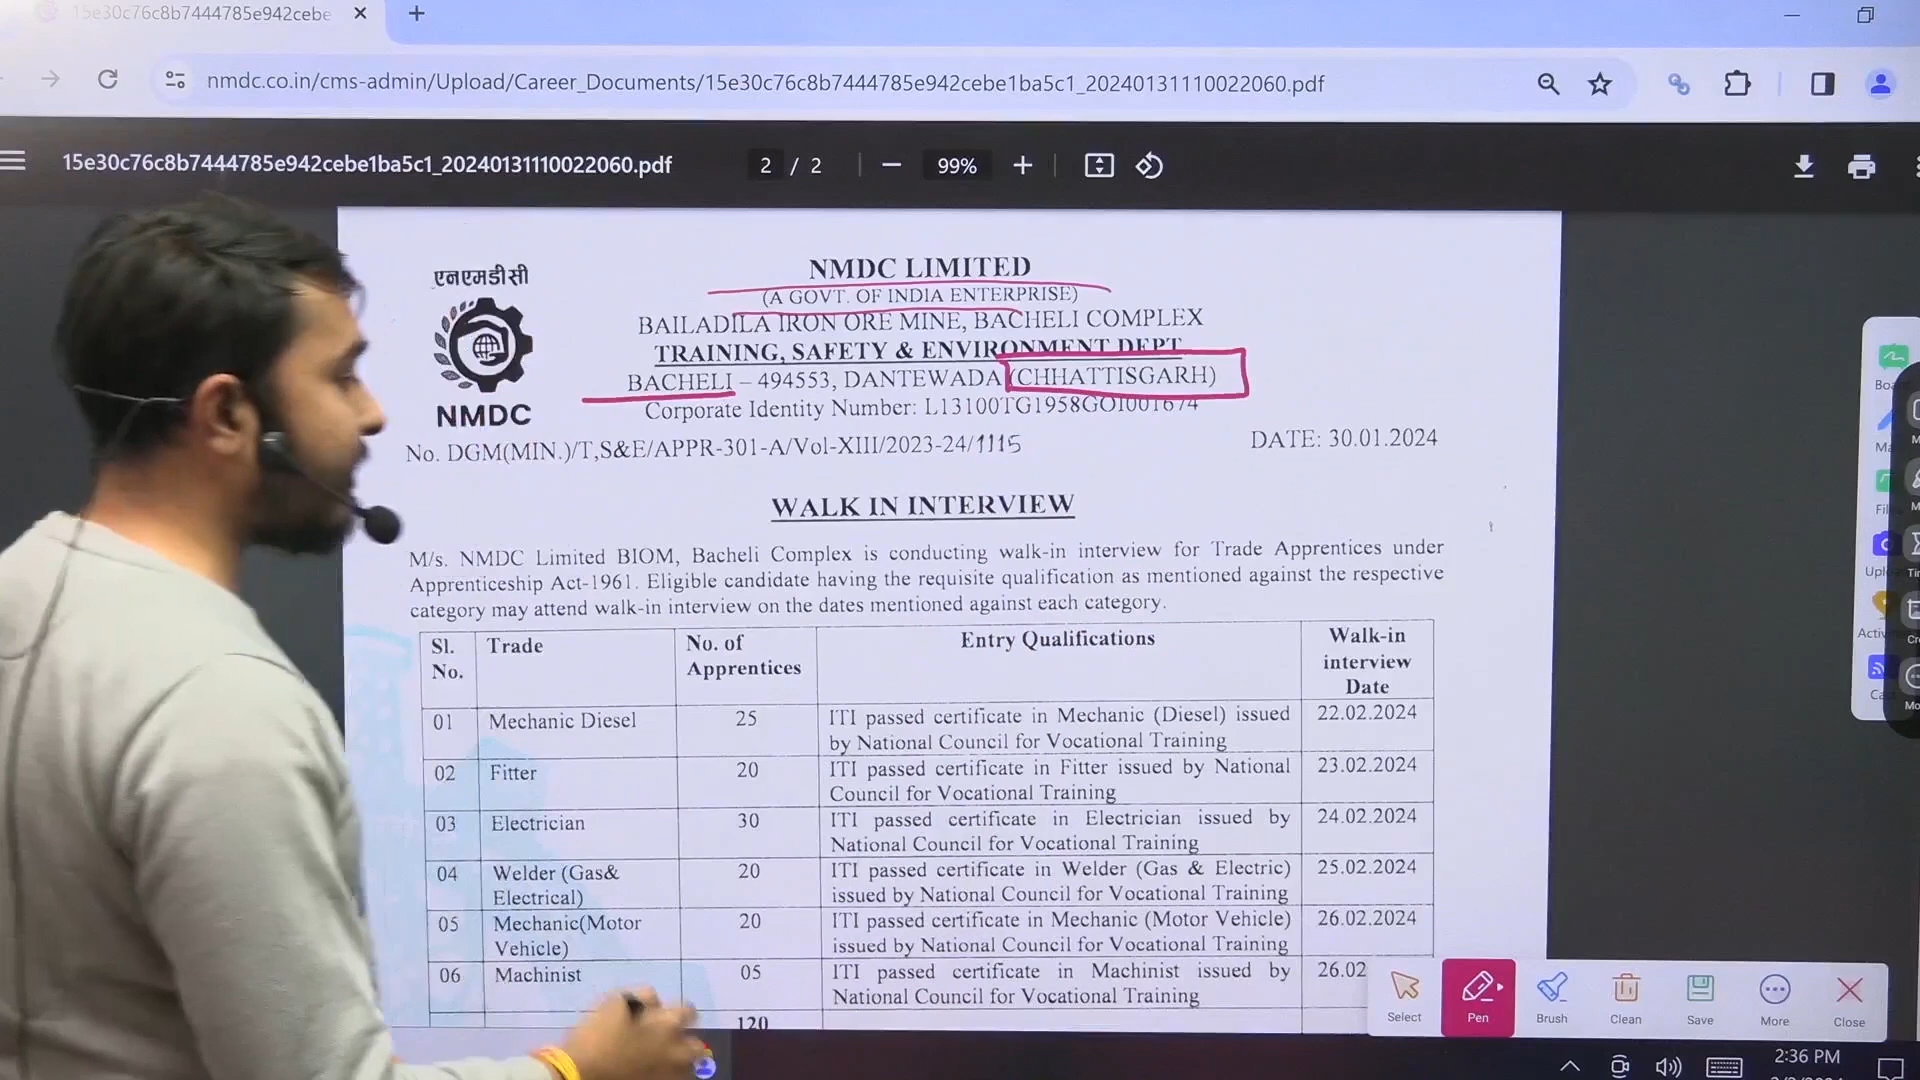 15e30c76c8b7444785e942cebe
nmdc.co.in/cms-admin/Upload/Career_Documents/15e30c76c8b7444785e942cebe1ba5c1_20240131110022060.pdf
15e30c76c8b7444785e942cebe1ba5c1_20240131110022060.pdf
2 / 2
99%
एनएमडीसी
NMDC
NMDC LIMITED
(A GOVT. OF INDIA ENTERPRISE)
BAILADILA IRON ORE MINE, BACHELI COMPLEX
TRAINING, SAFETY & ENVIRONMENT DEPT
BACHELI – 494553, DANTEWADA (CHHATTISGARH)
Corporate Identity Number: L13100TG1958GOI001674
No. DGM(MIN.)/T,S&E/APPR-301-A/Vol-XIII/2023-24/1115
DATE: 30.01.2024
WALK IN INTERVIEW
M/s. NMDC Limited BIOM, Bacheli Complex is conducting walk-in interview for Trade Apprentices under
Apprenticeship Act-1961. Eligible candidate having the requisite qualification as mentioned against the respective
category may attend walk-in interview on the dates mentioned against each category.
Sl. No. Trade No. of Apprentices Entry Qualifications Walk-in interview Date
01 Mechanic Diesel 25 ITI passed certificate in Mechanic (Diesel) issued by National Council for Vocational Training 22.02.2024
02 Fitter 20 ITI passed certificate in Fitter issued by National Council for Vocational Training 23.02.2024
03 Electrician 30 ITI passed certificate in Electrician issued by National Council for Vocational Training 24.02.2024
04 Welder (Gas& Electrical) 20 ITI passed certificate in Welder (Gas & Electric) issued by National Council for Vocational Training 25.02.2024
05 Mechanic(Motor Vehicle) 20 ITI passed certificate in Mechanic (Motor Vehicle) issued by National Council for Vocational Training 26.02.2024
06 Machinist 05 ITI passed certificate in Machinist issued by National Council for Vocational Training 26.02
120
Select
Pen
Brush
Clean
Save
More
Close
2:36 PM